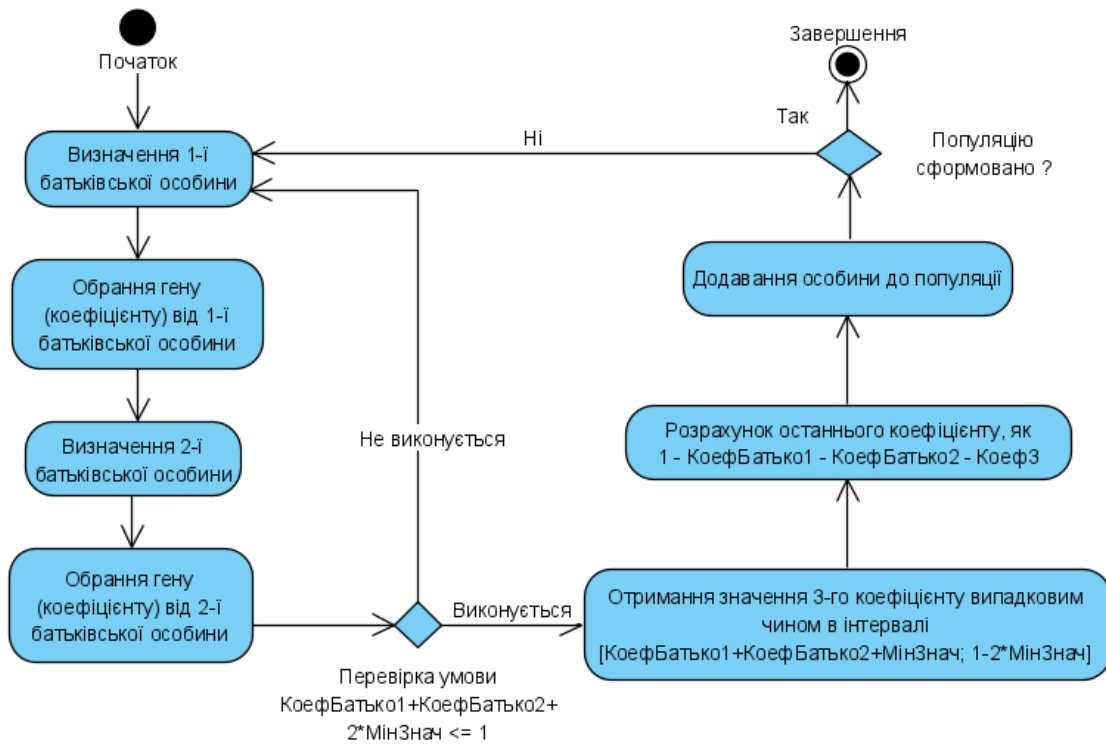 Початок
Визначення 1-ї
батьківської особини
Обрання гену
(коефіцієнту) від 1-ї
батьківської особини
Визначення 2-ї
батьківської особини
Обрання гену
(коефіцієнту) від 2-ї
батьківської особини
Перевірка умови
КоефБатько1+КоефБатько2+
2*МінЗнач <= 1
Не виконується
Виконується
Отримання значення 3-го коефіцієнту випадковим
чином в інтервалі
[КоефБатько1+КоефБатько2+МінЗнач; 1-2*МінЗнач]
Розрахунок останнього коефіцієнту, як
1 - КоефБатько1 - КоефБатько2 - Коеф3
Додавання особини до популяції
Популяцію
сформовано ?
Ні
Так
Завершення